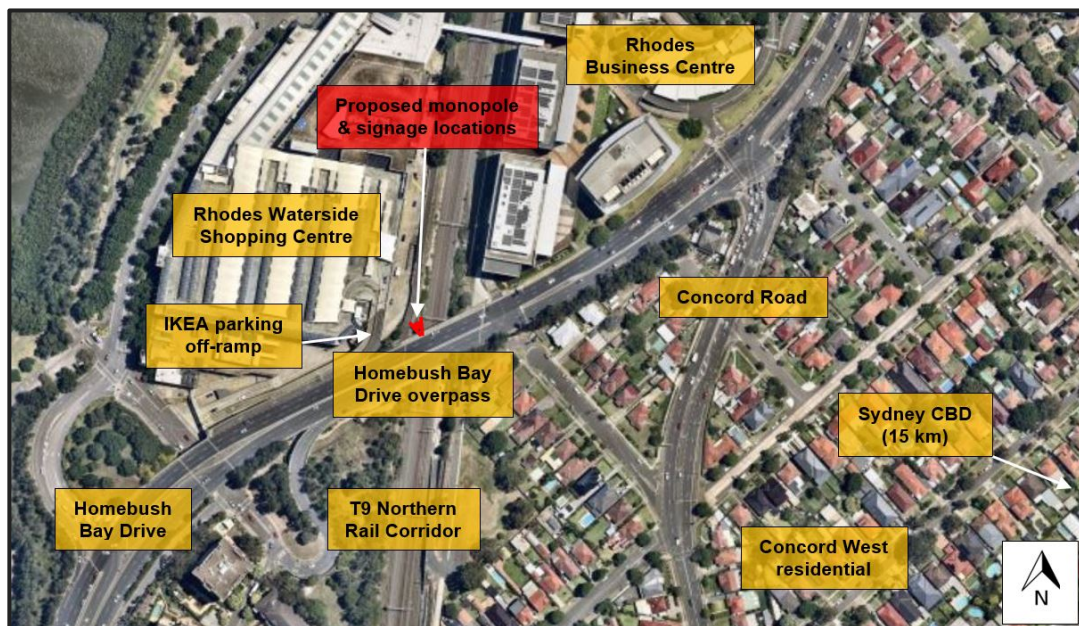 Rhodes
Business Centre
Proposed monopole
& signage locations
Rhodes Waterside
Shopping Centre
Concord Road
IKEA parking
off-ramp
Homebush Bay
Drive overpass
Sydney CBD
(15 km)
Homebush
Bay Drive
T9 Northern
Rail Corridor
Concord West
residential
N